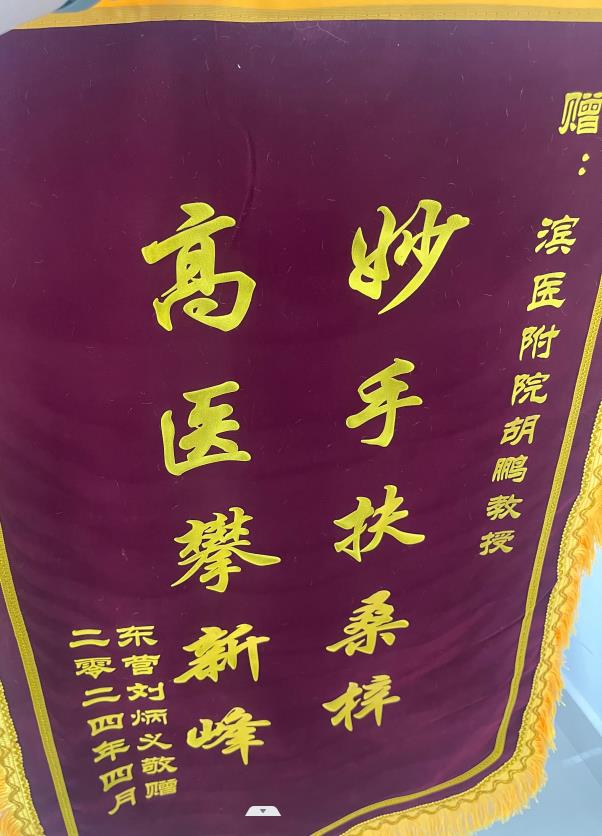 赠：
滨医附院胡鹏教授
妙手扶桑梓
高医攀新峰
东营刘炳义敬赠
二零二四年四月